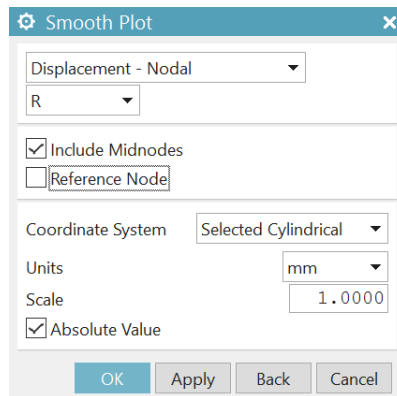 Smooth Plot
Displacement - Nodal
R
Include Midnodes
Reference Node
Coordinate System Selected Cylindrical
Units mm
Scale 1.0000
Absolute Value
OK Apply Back Cancel